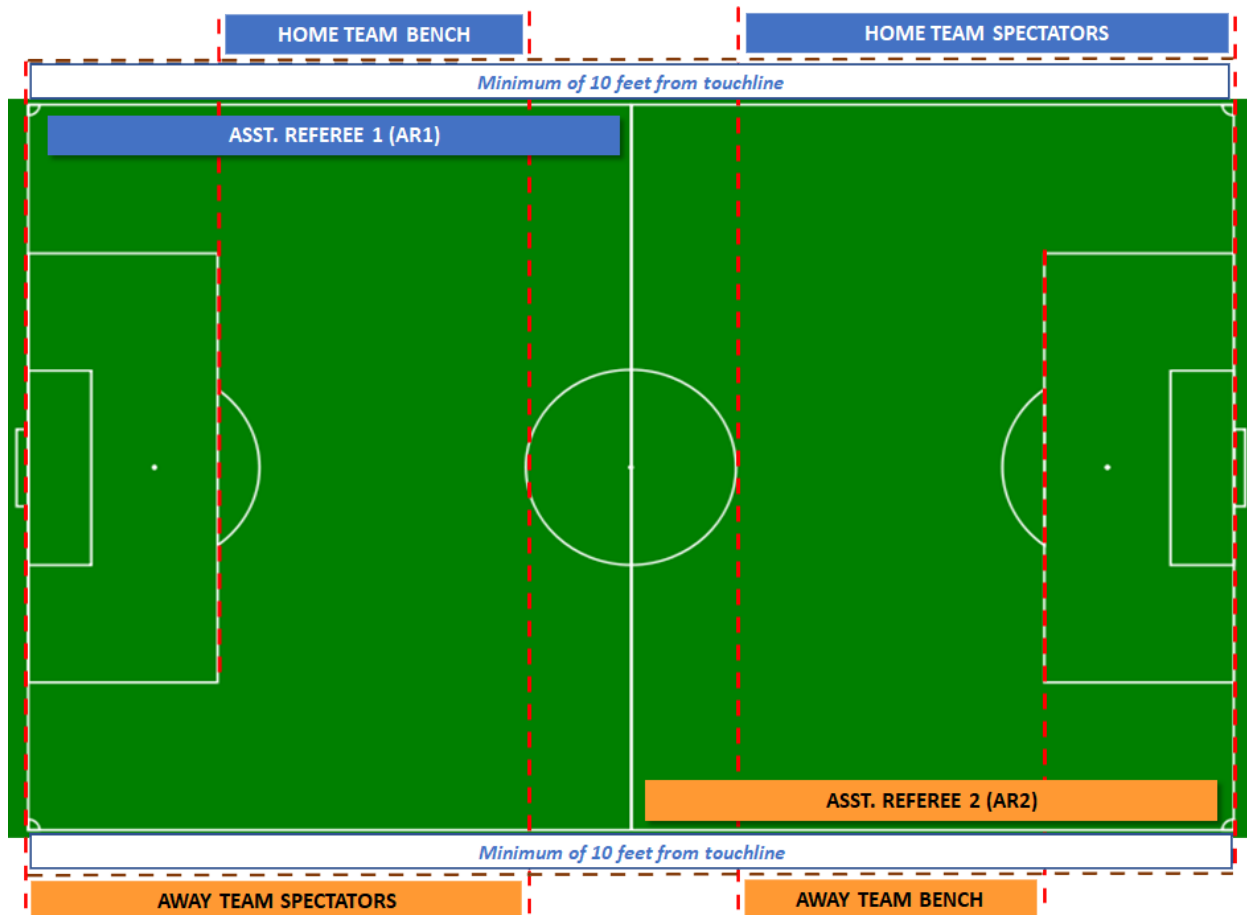 HOME TEAM BENCH
HOME TEAM SPECTATORS
Minimum of 10 feet from touchline
ASST. REFEREE 1 (AR1)
ASST. REFEREE 2 (AR2)
Minimum of 10 feet from touchline
AWAY TEAM SPECTATORS
AWAY TEAM BENCH